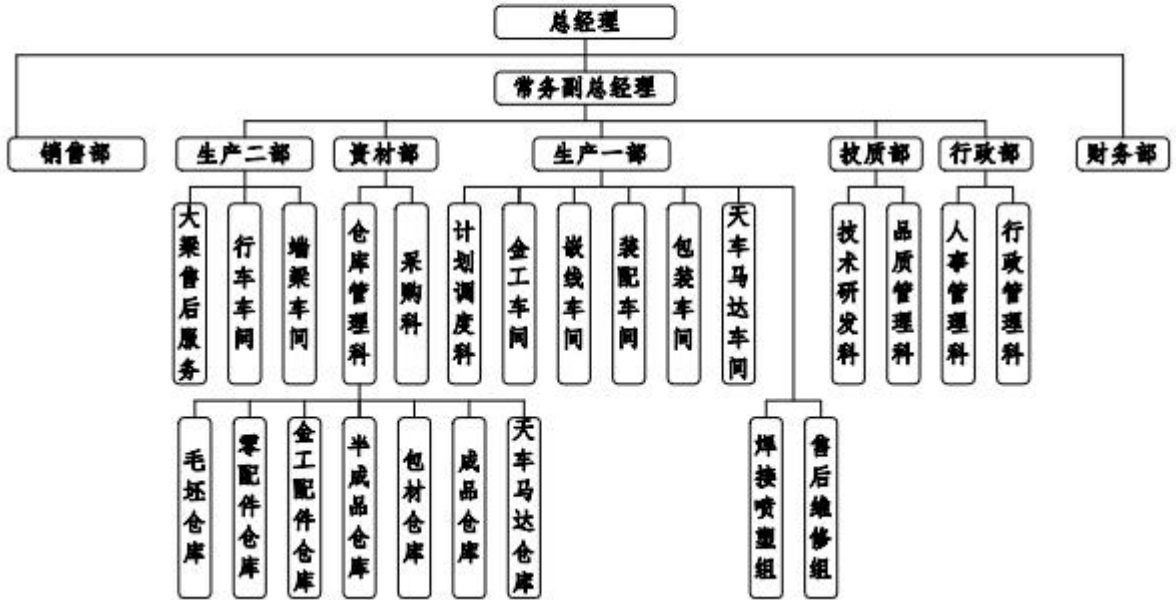 总经理
常务副总经理
销售部
生产二部
资材部
生产一部
技质部
行政部
财务部
大梁售后服务
行车车间
端梁车间
仓库管理科
采购科
计划调度科
金工车间
嵌线车间
装配车间
包装车间
天车马达车间
技术研发科
品质管理科
人事管理科
行政管理科
毛坯仓库
零配件仓库
金工配件仓库
半成品仓库
包材仓库
成品仓库
天车马达仓库
焊接喷塑组
售后维修组